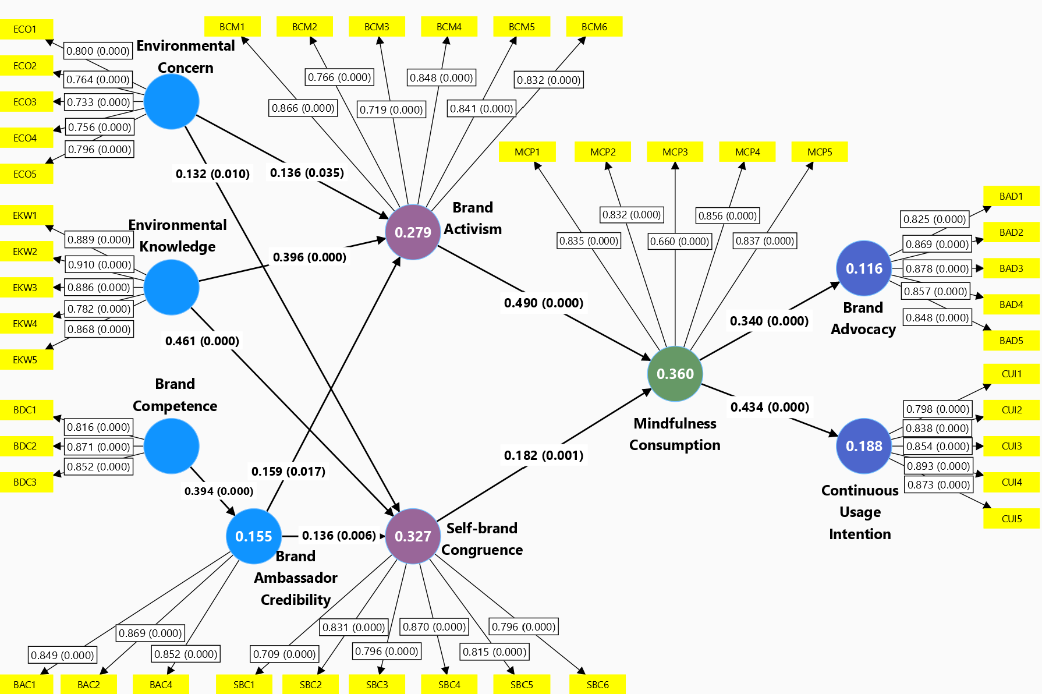 ECO1
ECO2
ECO3
ECO4
ECO5
0.800 (0.000)
0.764 (0.000)
0.733 (0.000)
0.756 (0.000)
0.796 (0.000)
Environmental
Concern
BCM1
BCM2
BCM3
BCM4
BCM5
BCM6
0.866 (0.000)
0.766 (0.000)
0.719 (0.000)
0.848 (0.000)
0.841 (0.000)
0.832 (0.000)
0.132 (0.010)
0.136 (0.035)
EKW1
EKW2
EKW3
EKW4
EKW5
0.889 (0.000)
0.910 (0.000)
0.886 (0.000)
0.782 (0.000)
0.868 (0.000)
Environmental
Knowledge
0.396 (0.000)
0.461 (0.000)
0.279
Brand
Activism
MCP1
MCP2
MCP3
MCP4
MCP5
0.835 (0.000)
0.832 (0.000)
0.660 (0.000)
0.856 (0.000)
0.837 (0.000)
0.490 (0.000)
0.360
Mindfulness
Consumption
0.340 (0.000)
0.434 (0.000)
0.182 (0.001)
0.116
Brand
Advocacy
0.825 (0.000)
0.869 (0.000)
0.878 (0.000)
0.857 (0.000)
0.848 (0.000)
BAD1
BAD2
BAD3
BAD4
BAD5
0.188
Continuous
Usage
Intention
0.798 (0.000)
0.838 (0.000)
0.854 (0.000)
0.893 (0.000)
0.873 (0.000)
CUI1
CUI2
CUI3
CUI4
CUI5
Brand
Competence
BDC1
BDC2
BDC3
0.816 (0.000)
0.871 (0.000)
0.852 (0.000)
0.394 (0.000)
0.159 (0.017)
0.155
0.136 (0.006)
Brand
Ambassador
Credibility
0.327
Self-brand
Congruence
0.849 (0.000)
0.869 (0.000)
0.852 (0.000)
BAC1
BAC2
BAC4
0.709 (0.000)
0.831 (0.000)
0.796 (0.000)
0.870 (0.000)
0.815 (0.000)
0.796 (0.000)
SBC1
SBC2
SBC3
SBC4
SBC5
SBC6